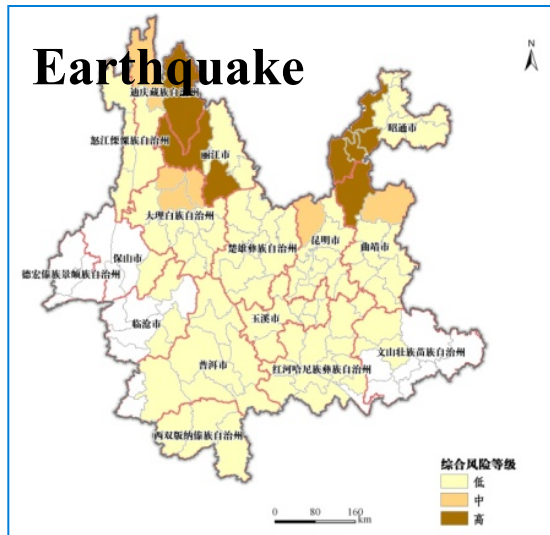 N
Earthquake
迪庆藏族自治州
怒江傈僳族自治州
丽江市
昭通市
大理白族自治州
楚雄彝族自治州
昆明市
曲靖市
保山市
德宏傣族景颇族自治州
临沧市
玉溪市
文山壮族苗族自治州
普洱市
红河哈尼族彝族自治州
西双版纳傣族自治州
综合风险等级
低
中
高
0 80 160
km